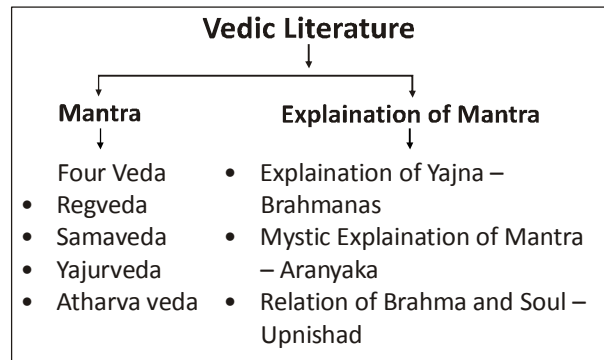 Vedic Literature
Mantra
Four Veda
• Regveda
• Samaveda
• Yajurveda
• Atharva veda
Explaination of Mantra
• Explaination of Yajna –
Brahmanas
• Mystic Explaination of Mantra
– Aranyaka
• Relation of Brahma and Soul –
Upnishad